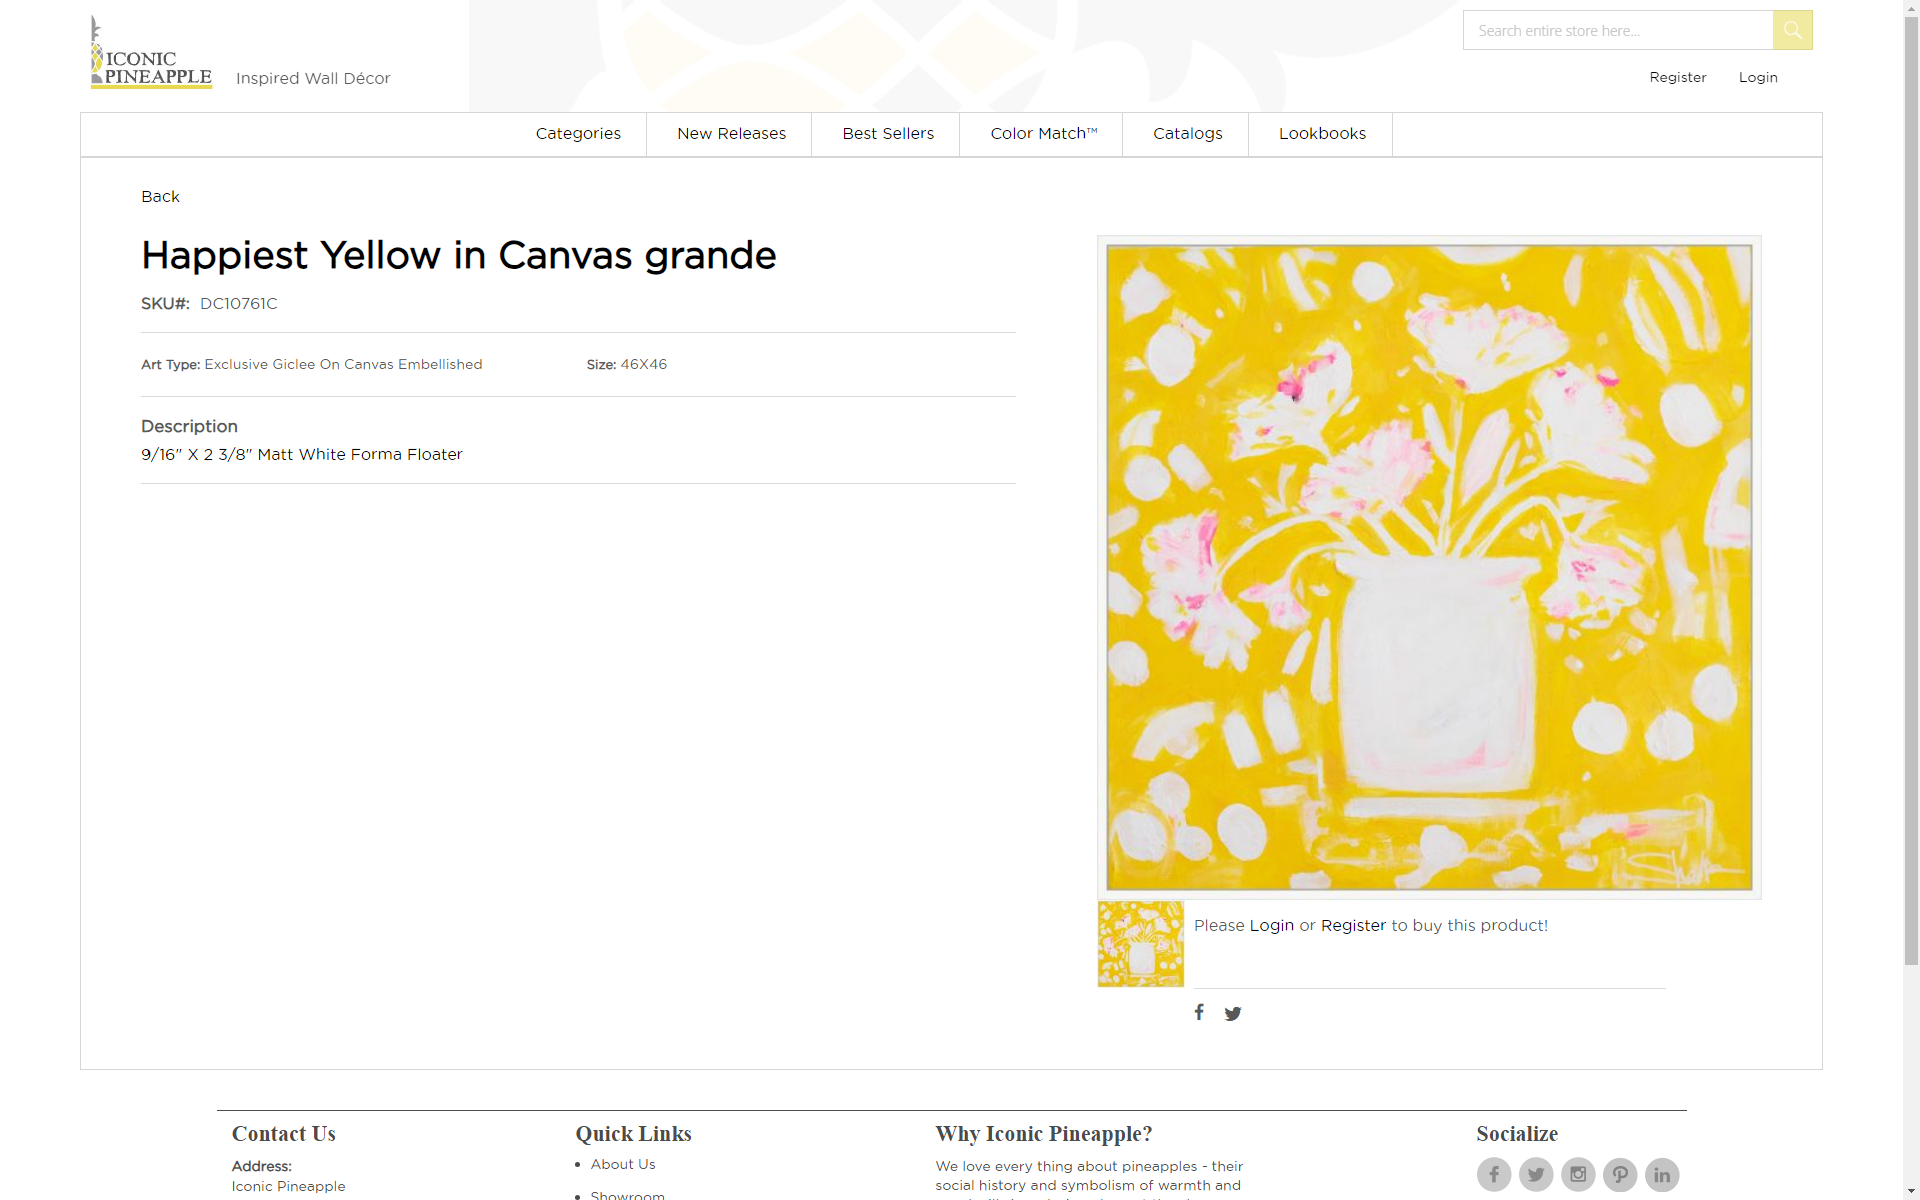 ICONIC
PINEAPPLE
Inspired Wall Décor
Search entire store here...
Register
Login
Categories
New Releases
Best Sellers
Color Match™
Catalogs
Lookbooks
Back
Happiest Yellow in Canvas grande
SKU#: DC10761C
Art Type: Exclusive Giclee On Canvas Embellished
Size: 46X46
Description
9/16" X 2 3/8" Matt White Forma Floater
Please Login or Register to buy this product!
Contact Us
Address:
Iconic Pineapple
Quick Links
About Us
Showroom
Why Iconic Pineapple?
We love every thing about pineapples - their
social history and symbolism of warmth and
Socialize